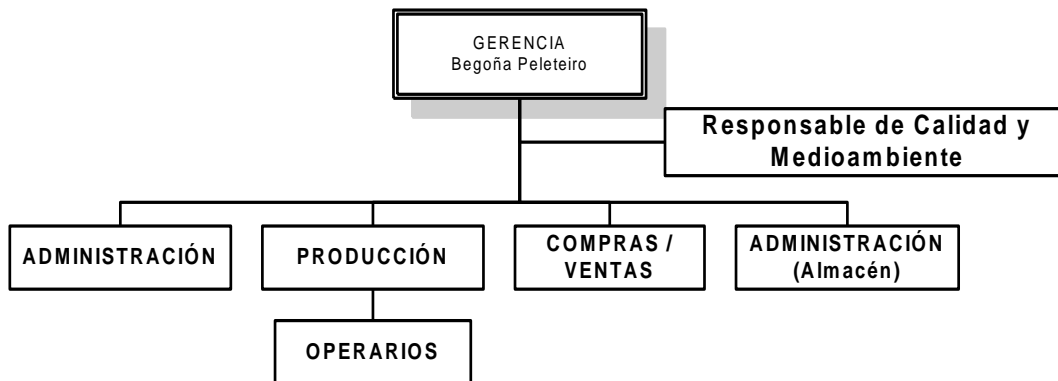 GERENCIA
Begoña Peleteiro
Responsable de Calidad y
Medioambiente
ADMINISTRACIÓN
PRODUCCIÓN
COMPRAS /
VENTAS
ADMINISTRACIÓN
(Almacén)
OPERARIOS